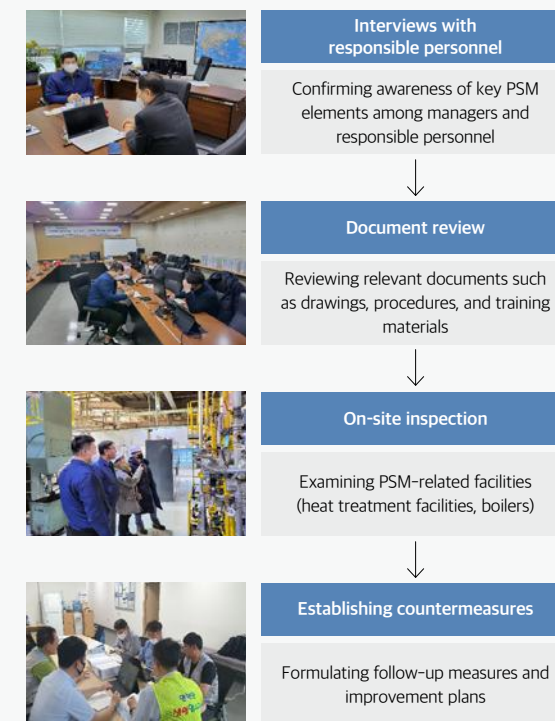 Interviews with
responsible personnel
Confirming awareness of key PSM
elements among managers and
responsible personnel
Document review
Reviewing relevant documents such
as drawings, procedures, and training
materials
On-site inspection
Examining PSM-related facilities
(heat treatment facilities, boilers)
Establishing countermeasures
Formulating follow-up measures and
improvement plans